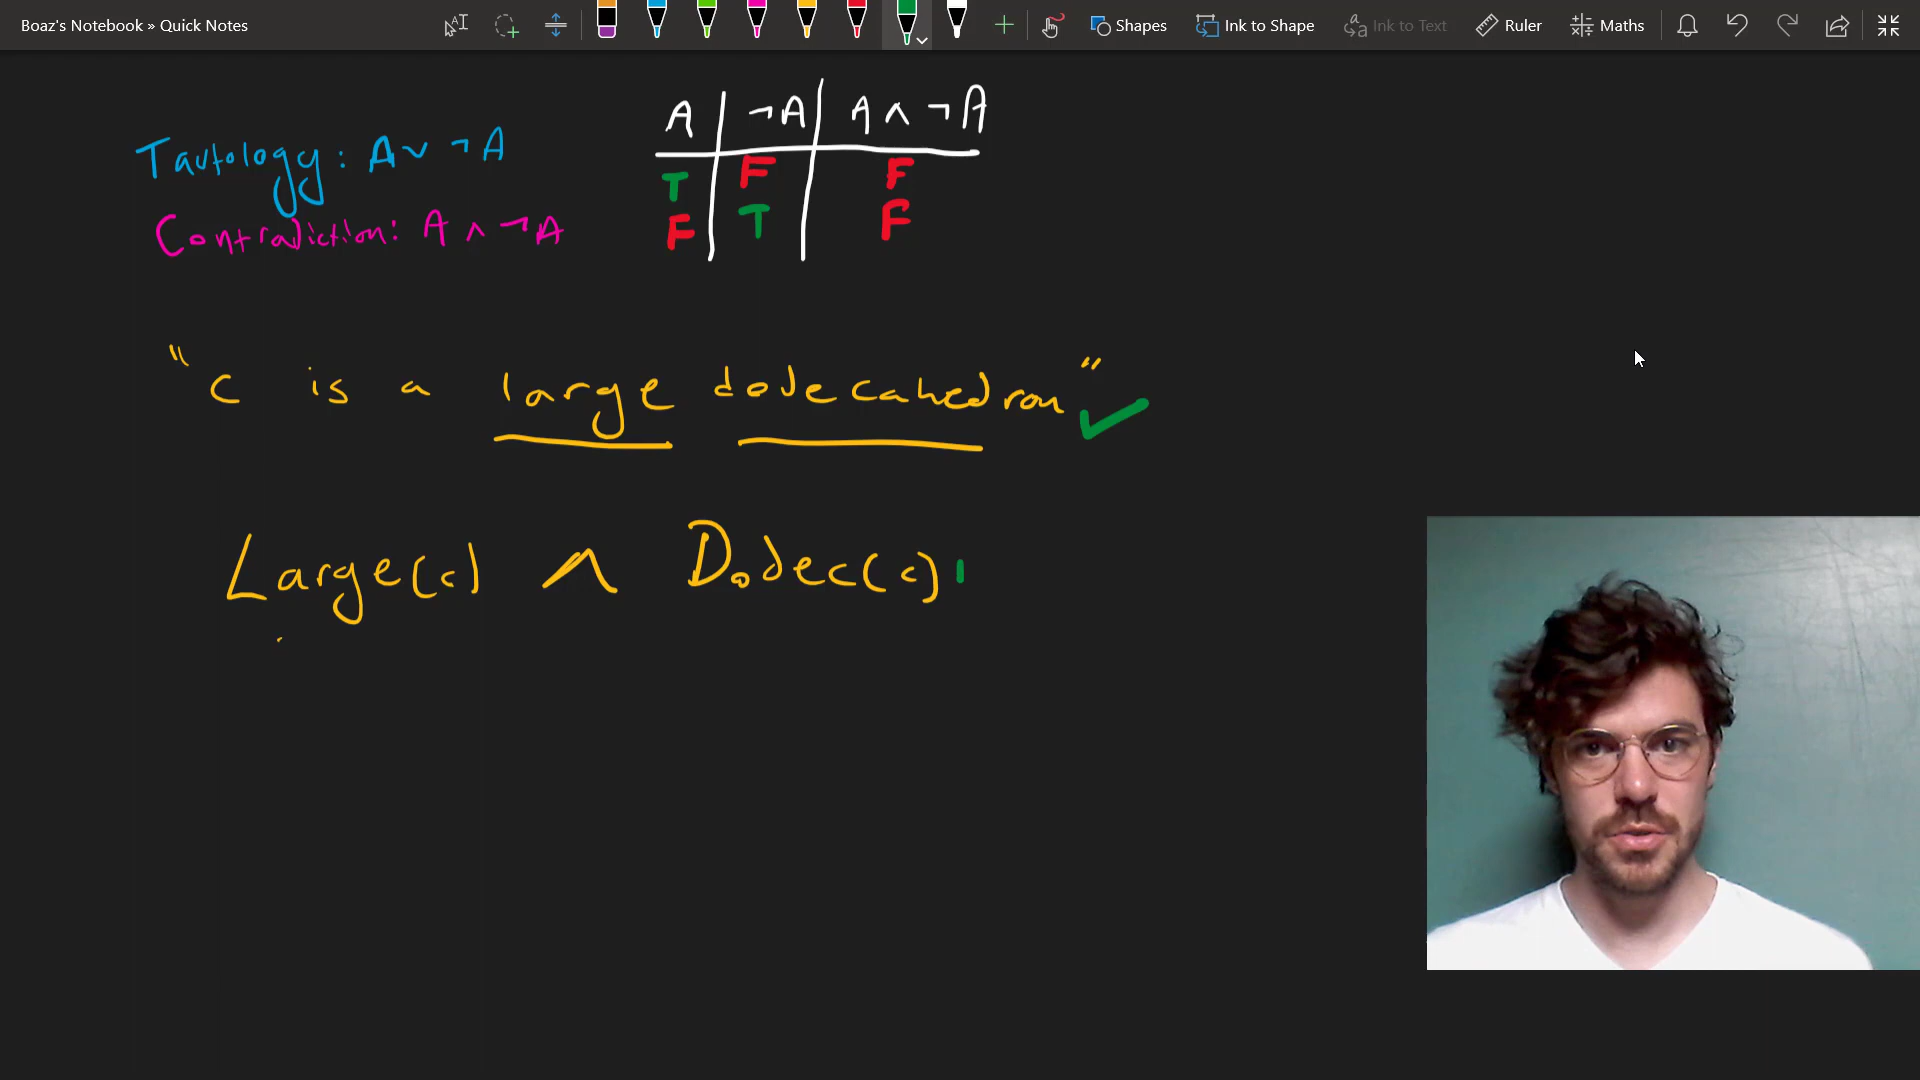 Boaz's Notebook » Quick Notes
Shapes
Ink to Shape
Ink to Text
Ruler
Maths
Tautology: A ∨ ¬A
Contradiction: A ∧ ¬A
A ¬A A ∧ ¬A
T F F
F T F
"c is a large dodecahedron"
Large(c) ∧ Dodec(c)